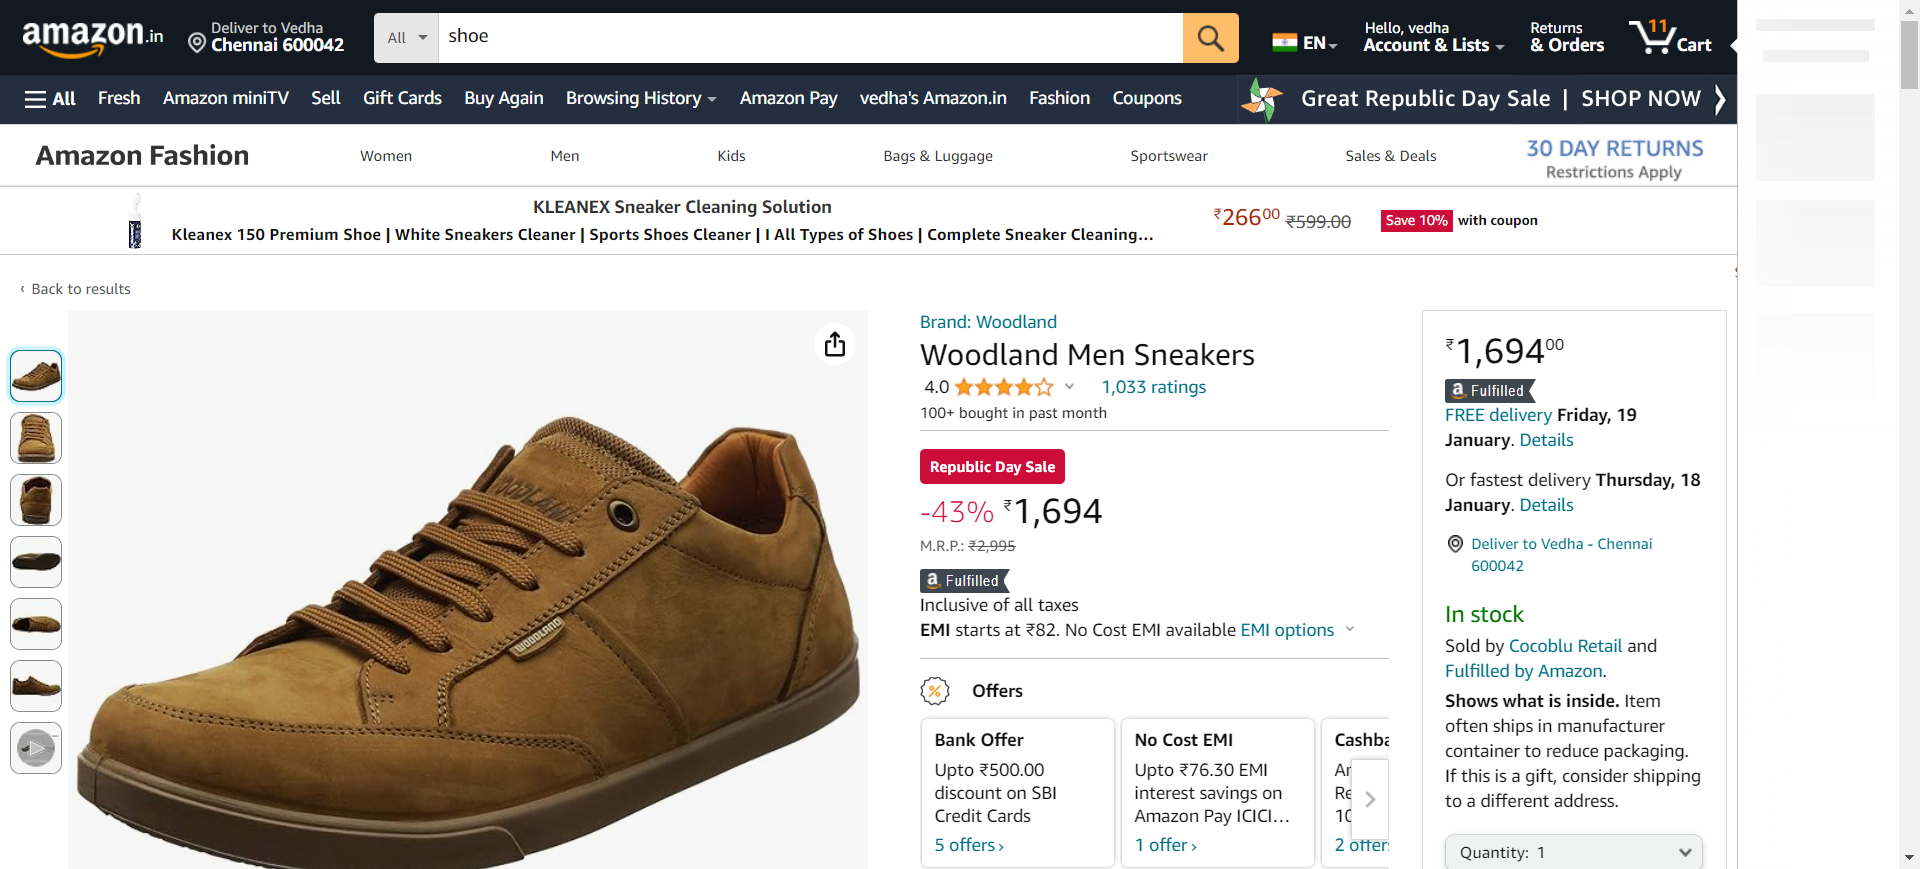 amazon.in
Deliver to Vedha
Chennai 600042
All
shoe
EN
Hello, vedha
Account & Lists
Returns
& Orders
11
Cart
All
Fresh
Amazon miniTV
Sell
Gift Cards
Buy Again
Browsing History
Amazon Pay
vedha's Amazon.in
Fashion
Coupons
Great Republic Day Sale | SHOP NOW
Amazon Fashion
Women
Men
Kids
Bags & Luggage
Sportswear
Sales & Deals
30 DAY RETURNS
Restrictions Apply
KLEANEX Sneaker Cleaning Solution
Kleanex 150 Premium Shoe | White Sneakers Cleaner | Sports Shoes Cleaner | I All Types of Shoes | Complete Sneaker Cleaning...
₹26600 ₹599.00
Save 10% with coupon
‹ Back to results
WOODLAND
WOODLAND
Brand: Woodland
Woodland Men Sneakers
4.0
1,033 ratings
100+ bought in past month
Republic Day Sale
-43% ₹1,694
M.R.P.: ₹2,995
a Fulfilled
Inclusive of all taxes
EMI starts at ₹82. No Cost EMI available EMI options
% Offers
Bank Offer
Upto ₹500.00
discount on SBI
Credit Cards
5 offers ›
No Cost EMI
Upto ₹76.30 EMI
interest savings on
Amazon Pay ICICI…
1 offer ›
Cashba
2 offers
₹1,69400
a Fulfilled
FREE delivery Friday, 19
January. Details
Or fastest delivery Thursday, 18
January. Details
Deliver to Vedha - Chennai
600042
In stock
Sold by Cocoblu Retail and
Fulfilled by Amazon.
Shows what is inside. Item
often ships in manufacturer
container to reduce packaging.
If this is a gift, consider shipping
to a different address.
Quantity: 1